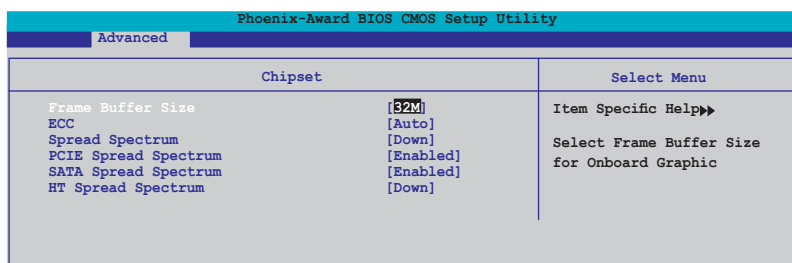 Phoenix-Award BIOS CMOS Setup Utility
Advanced
Chipset
Select Menu
Frame Buffer Size [32M]
ECC [Auto]
Spread Spectrum [Down]
PCIE Spread Spectrum [Enabled]
SATA Spread Spectrum [Enabled]
HT Spread Spectrum [Down]
Item Specific Help
Select Frame Buffer Size
for Onboard Graphic